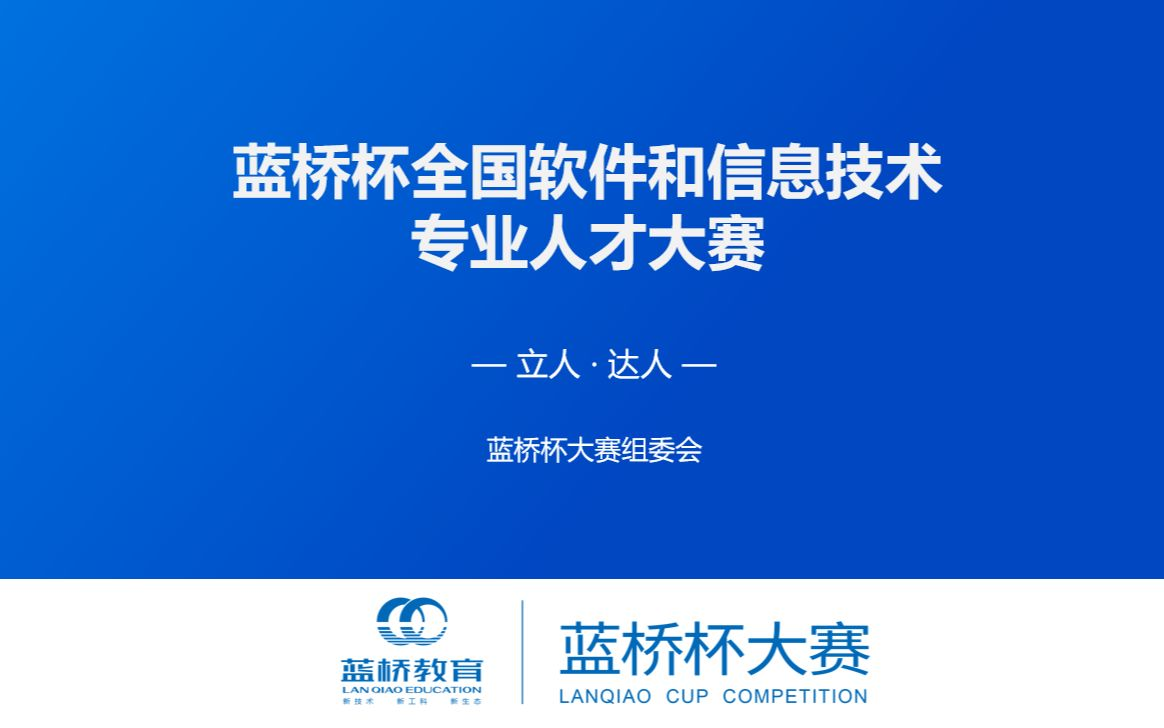 蓝桥杯全国软件和信息技术
专业人才大赛
— 立人 · 达人 —
蓝桥杯大赛组委会
蓝桥教育
LAN QIAO EDUCATION
新技术 新工科 新生态
蓝桥杯大赛
LANQIAO CUP COMPETITION